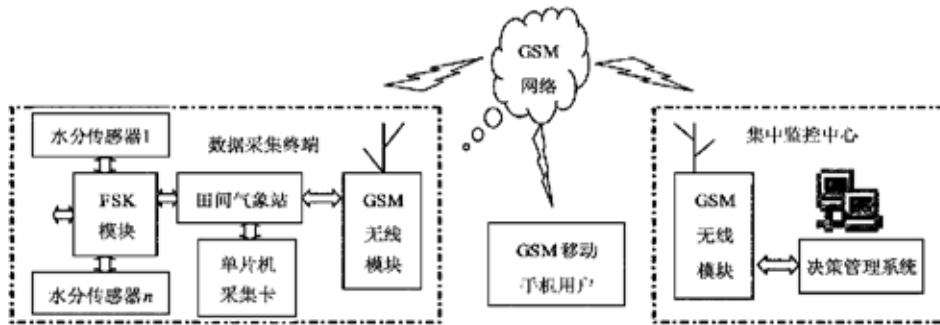 GSM
网络
水分传感器1
数据采集终端
FSK
模块
田间气象站
GSM
无线
模块
单片机
采集卡
水分传感器n
GSM移动
手机用户
集中监控中心
GSM
无线
模块
决策管理系统